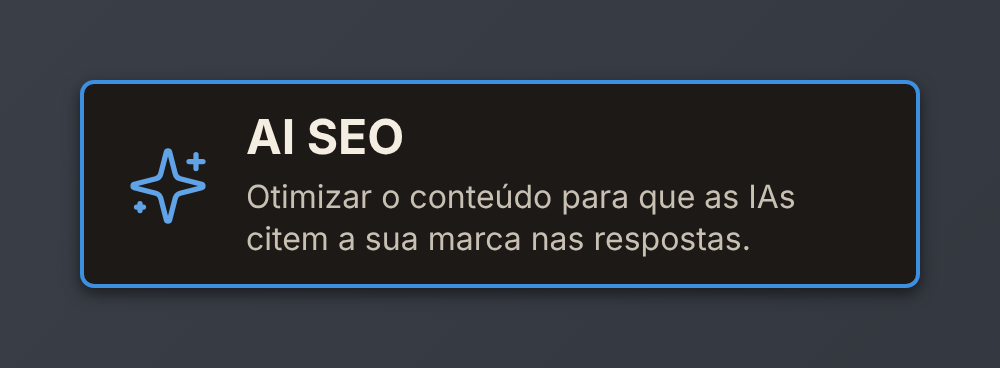 AI SEO
Otimizar o conteúdo para que as IAs
citem a sua marca nas respostas.